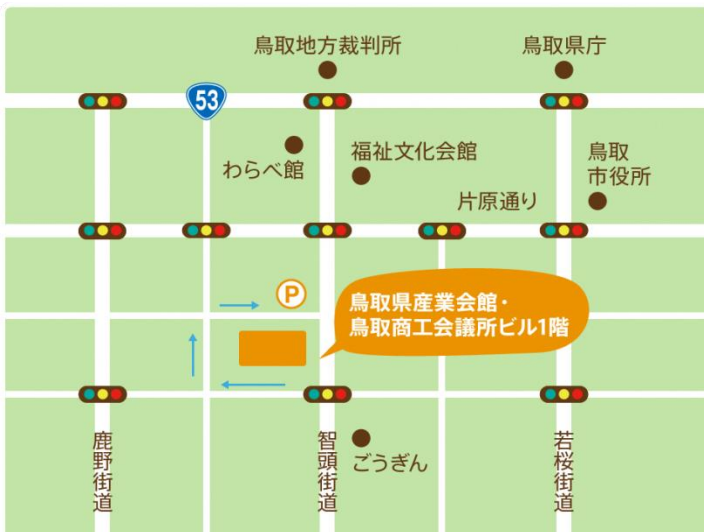 鳥取地方裁判所
鳥取県庁
53
わらべ館
福祉文化会館
鳥取
市役所
片原通り
P
鳥取県産業会館・
鳥取商工会議所ビル1階
鹿野街道
智頭街道
ごうぎん
若桜街道